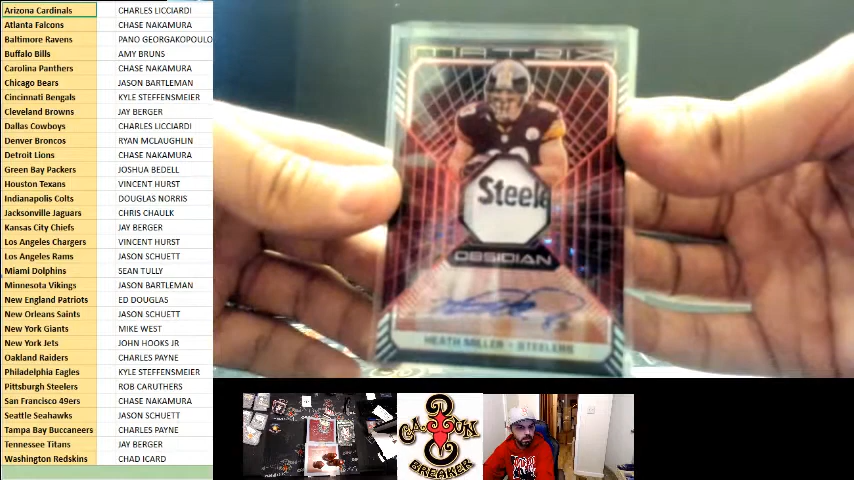 Arizona Cardinals CHARLES LICCIARDI
Atlanta Falcons CHASE NAKAMURA
Baltimore Ravens PANO GEORGAKOPOULO
Buffalo Bills AMY BRUNS
Carolina Panthers CHASE NAKAMURA
Chicago Bears JASON BARTLEMAN
Cincinnati Bengals KYLE STEFFENSMEIER
Cleveland Browns JAY BERGER
Dallas Cowboys CHARLES LICCIARDI
Denver Broncos RYAN MCLAUGHLIN
Detroit Lions CHASE NAKAMURA
Green Bay Packers JOSHUA BEDELL
Houston Texans VINCENT HURST
Indianapolis Colts DOUGLAS NORRIS
Jacksonville Jaguars CHRIS CHAULK
Kansas City Chiefs JAY BERGER
Los Angeles Chargers VINCENT HURST
Los Angeles Rams JASON SCHUETT
Miami Dolphins SEAN TULLY
Minnesota Vikings JASON BARTLEMAN
New England Patriots ED DOUGLAS
New Orleans Saints JASON SCHUETT
New York Giants MIKE WEST
New York Jets JOHN HOOKS JR
Oakland Raiders CHARLES PAYNE
Philadelphia Eagles KYLE STEFFENSMEIER
Pittsburgh Steelers ROB CARUTHERS
San Francisco 49ers CHASE NAKAMURA
Seattle Seahawks JASON SCHUETT
Tampa Bay Buccaneers CHARLES PAYNE
Tennessee Titans JAY BERGER
Washington Redskins CHAD ICARD
MATRIX
Steele
OBSIDIAN
HEATH MILLER - STEELERS
CAJUN
BREAKER